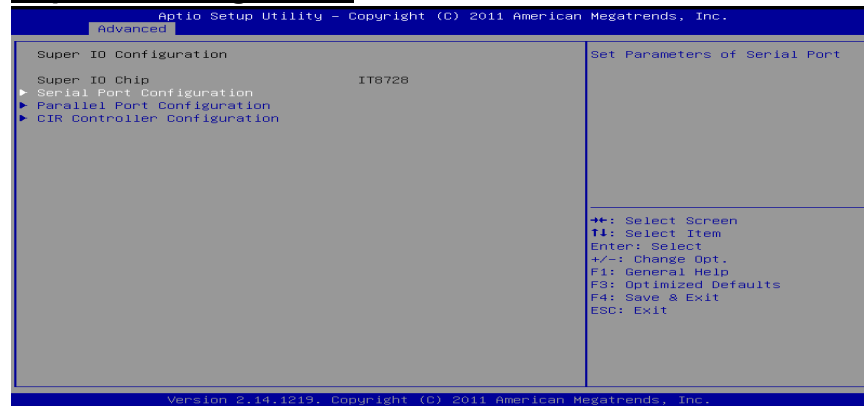 Aptio Setup Utility – Copyright (C) 2011 American Megatrends, Inc.
Advanced
Super IO Configuration
Super IO Chip IT8728
► Serial Port Configuration
► Parallel Port Configuration
► CIR Controller Configuration
Set Parameters of Serial Port
→←: Select Screen
↑↓: Select Item
Enter: Select
+/-: Change Opt.
F1: General Help
F3: Optimized Defaults
F4: Save & Exit
ESC: Exit
Version 2.14.1219. Copyright (C) 2011 American Megatrends, Inc.